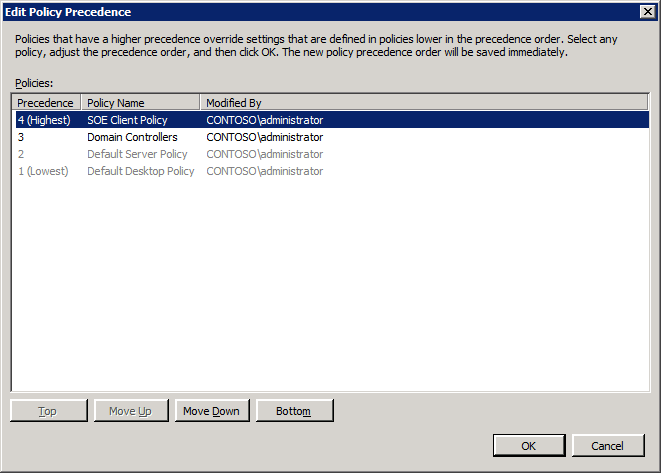 Edit Policy Precedence
Policies that have a higher precedence override settings that are defined in policies lower in the precedence order. Select any
policy, adjust the precedence order, and then click OK. The new policy precedence order will be saved immediately.
Policies:
Precedence Policy Name Modified By
4 (Highest) SOE Client Policy CONTOSO\administrator
3 Domain Controllers CONTOSO\administrator
2 Default Server Policy CONTOSO\administrator
1 (Lowest) Default Desktop Policy CONTOSO\administrator
Top Move Up Move Down Bottom
OK Cancel